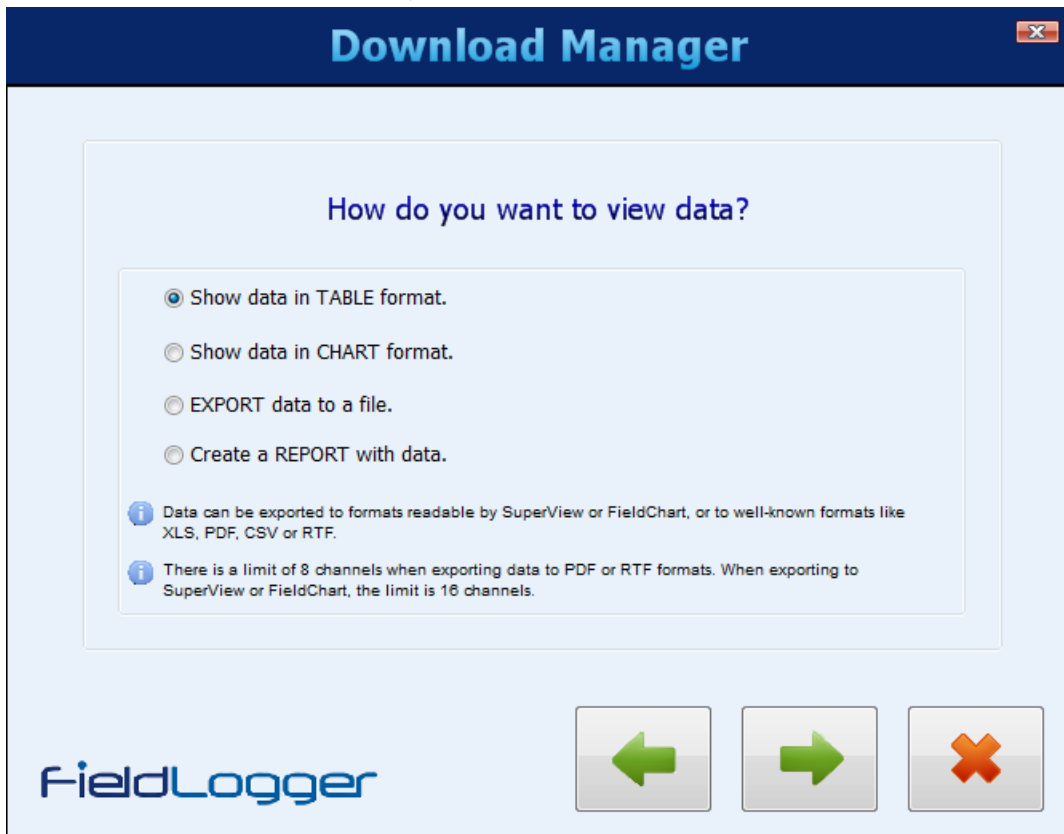 Download Manager
How do you want to view data?
Show data in TABLE format.
Show data in CHART format.
EXPORT data to a file.
Create a REPORT with data.
Data can be exported to formats readable by SuperView or FieldChart, or to well-known formats like
XLS, PDF, CSV or RTF.
There is a limit of 8 channels when exporting data to PDF or RTF formats. When exporting to
SuperView or FieldChart, the limit is 16 channels.
FieldLogger